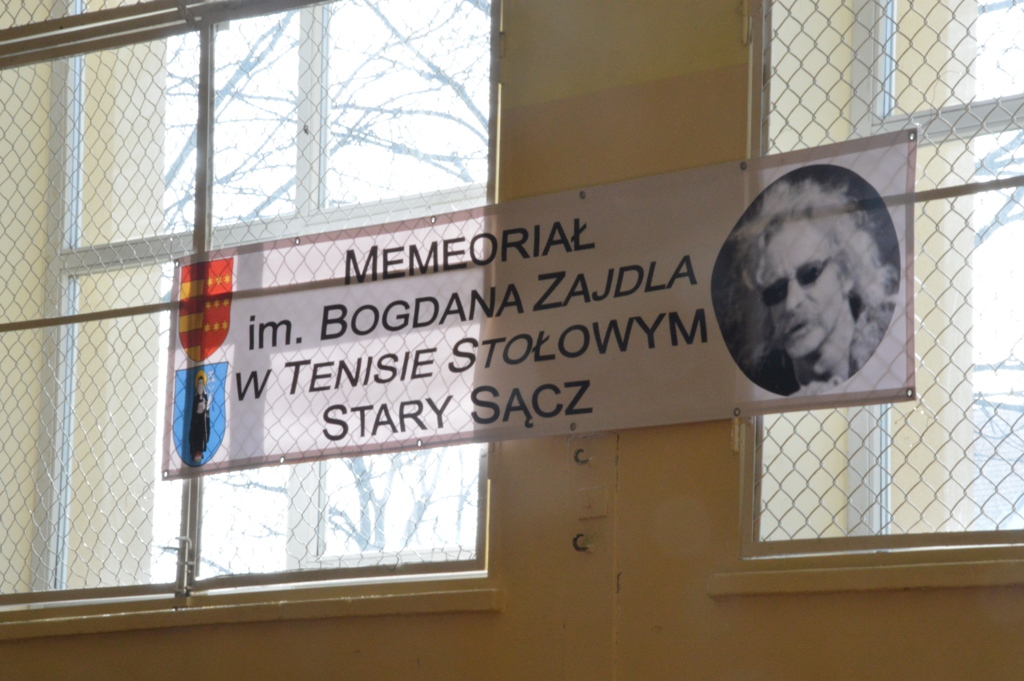 MEMEORIAŁ
im. BOGDANA ZAJDLA
W TENISIE STOŁOWYM
STARY SĄCZ